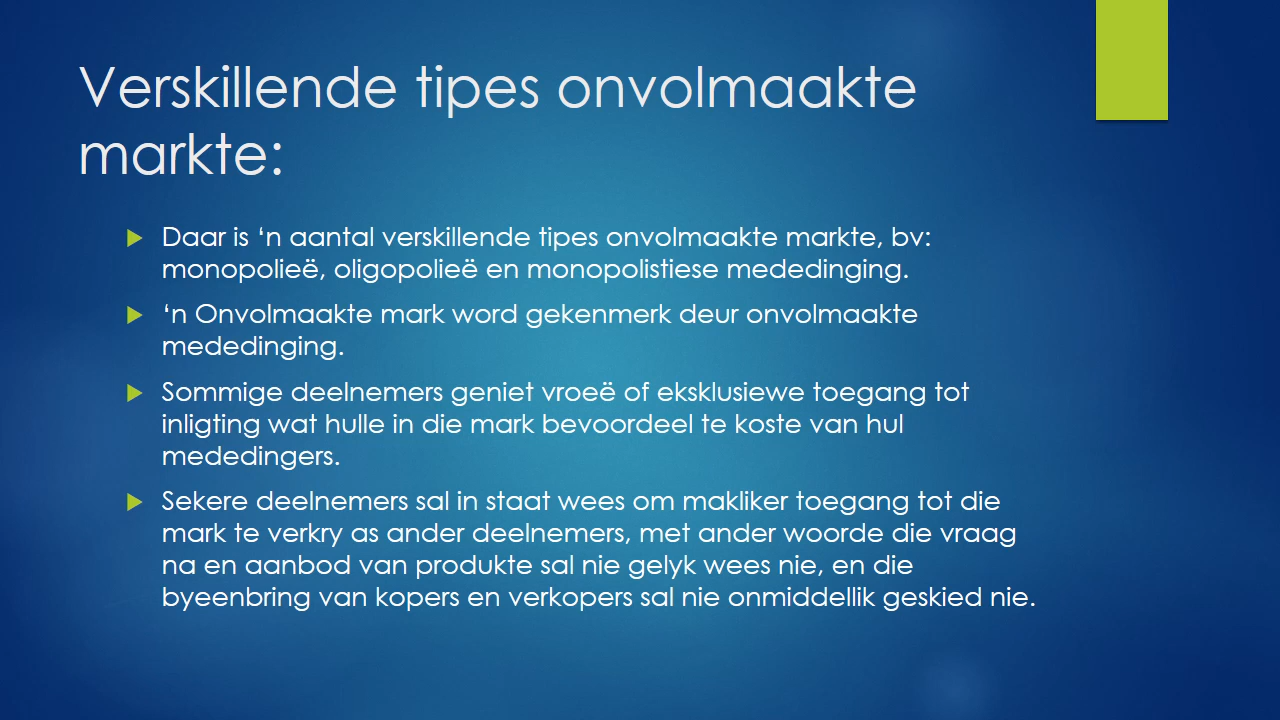 Verskillende tipes onvolmaakte
markte:
Daar is ‘n aantal verskillende tipes onvolmaakte markte, bv:
monopolieë, oligopolieë en monopolistiese mededinging.
‘n Onvolmaakte mark word gekenmerk deur onvolmaakte
mededinging.
Sommige deelnemers geniet vroeë of eksklusiewe toegang tot
inligting wat hulle in die mark bevoordeel te koste van hul
mededingers.
Sekere deelnemers sal in staat wees om makliker toegang tot die
mark te verkry as ander deelnemers, met ander woorde die vraag
na en aanbod van produkte sal nie gelyk wees nie, en die
byeenbring van kopers en verkopers sal nie onmiddellik geskied nie.